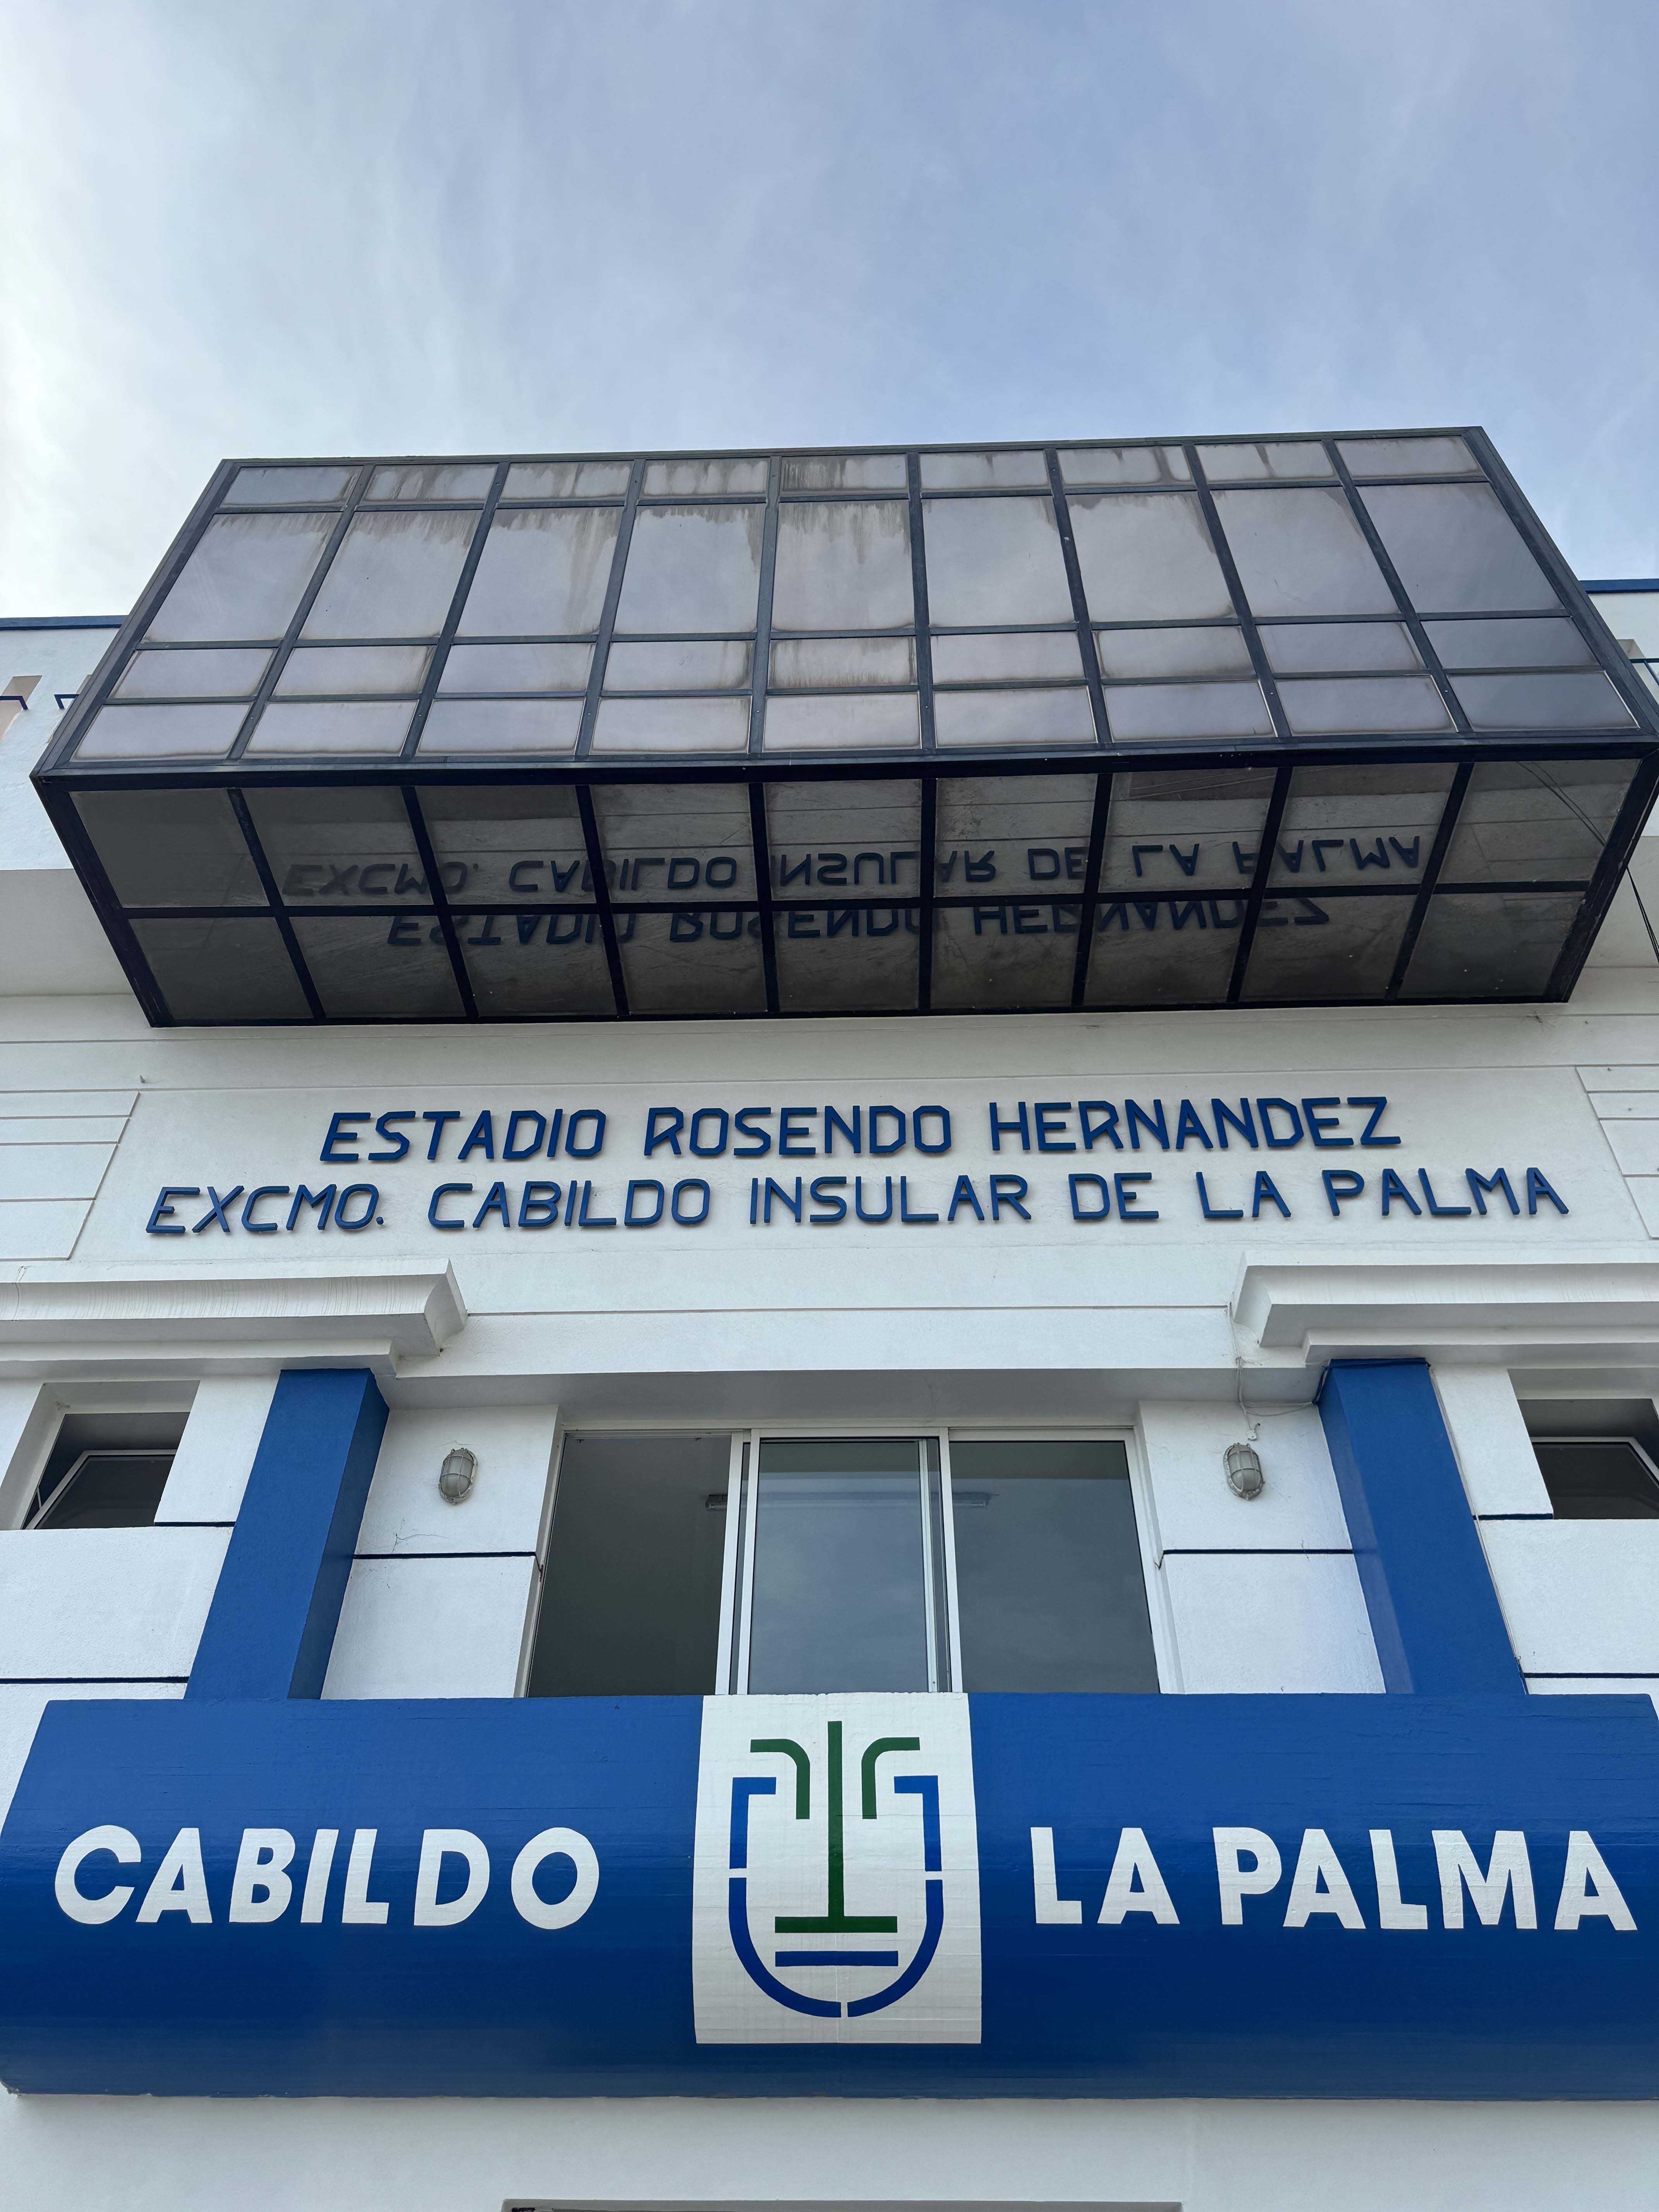 ESTADIO ROSENDO HERNANDEZ
EXCMO. CABILDO INSULAR DE LA PALMA
CABILDO LA PALMA